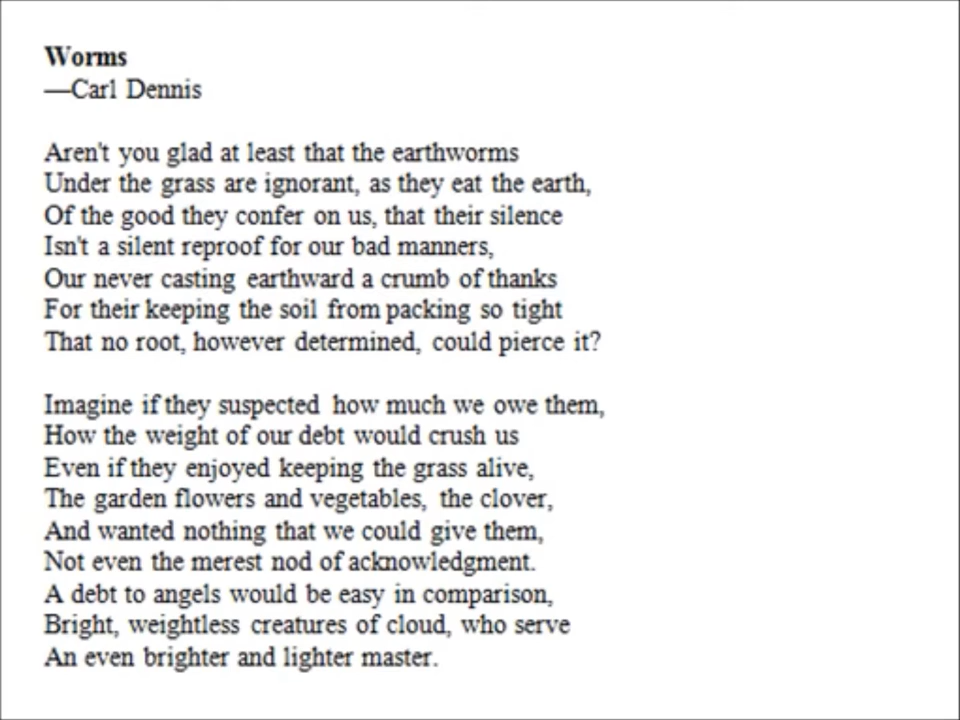 Worms
—Carl Dennis
Aren't you glad at least that the earthworms
Under the grass are ignorant, as they eat the earth,
Of the good they confer on us, that their silence
Isn't a silent reproof for our bad manners,
Our never casting earthward a crumb of thanks
For their keeping the soil from packing so tight
That no root, however determined, could pierce it?
Imagine if they suspected how much we owe them,
How the weight of our debt would crush us
Even if they enjoyed keeping the grass alive,
The garden flowers and vegetables, the clover,
And wanted nothing that we could give them,
Not even the merest nod of acknowledgment.
A debt to angels would be easy in comparison,
Bright, weightless creatures of cloud, who serve
An even brighter and lighter master.